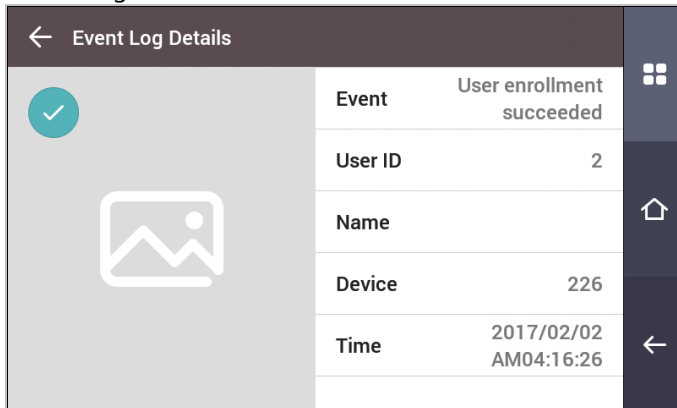 Event Log Details
Event
User enrollment
succeeded
User ID 2
Name
Device 226
Time
2017/02/02
AM04:16:26